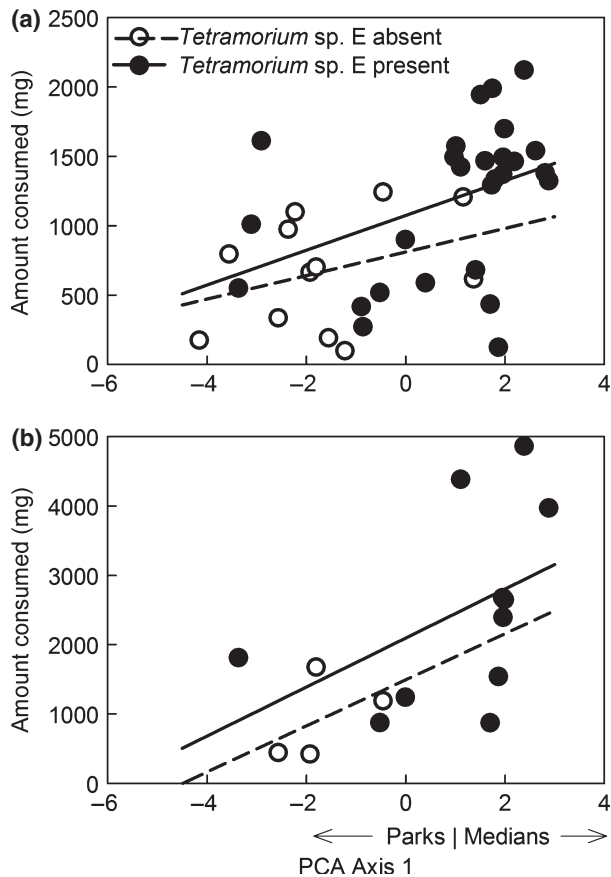 (a)
Tetramorium sp. E absent
Tetramorium sp. E present
Amount consumed (mg)
2500
2000
1500
1000
500
0
–6 –4 –2 0 2 4
(b)
Amount consumed (mg)
5000
4000
3000
2000
1000
0
–6 –4 –2 0 2 4
Parks | Medians
PCA Axis 1